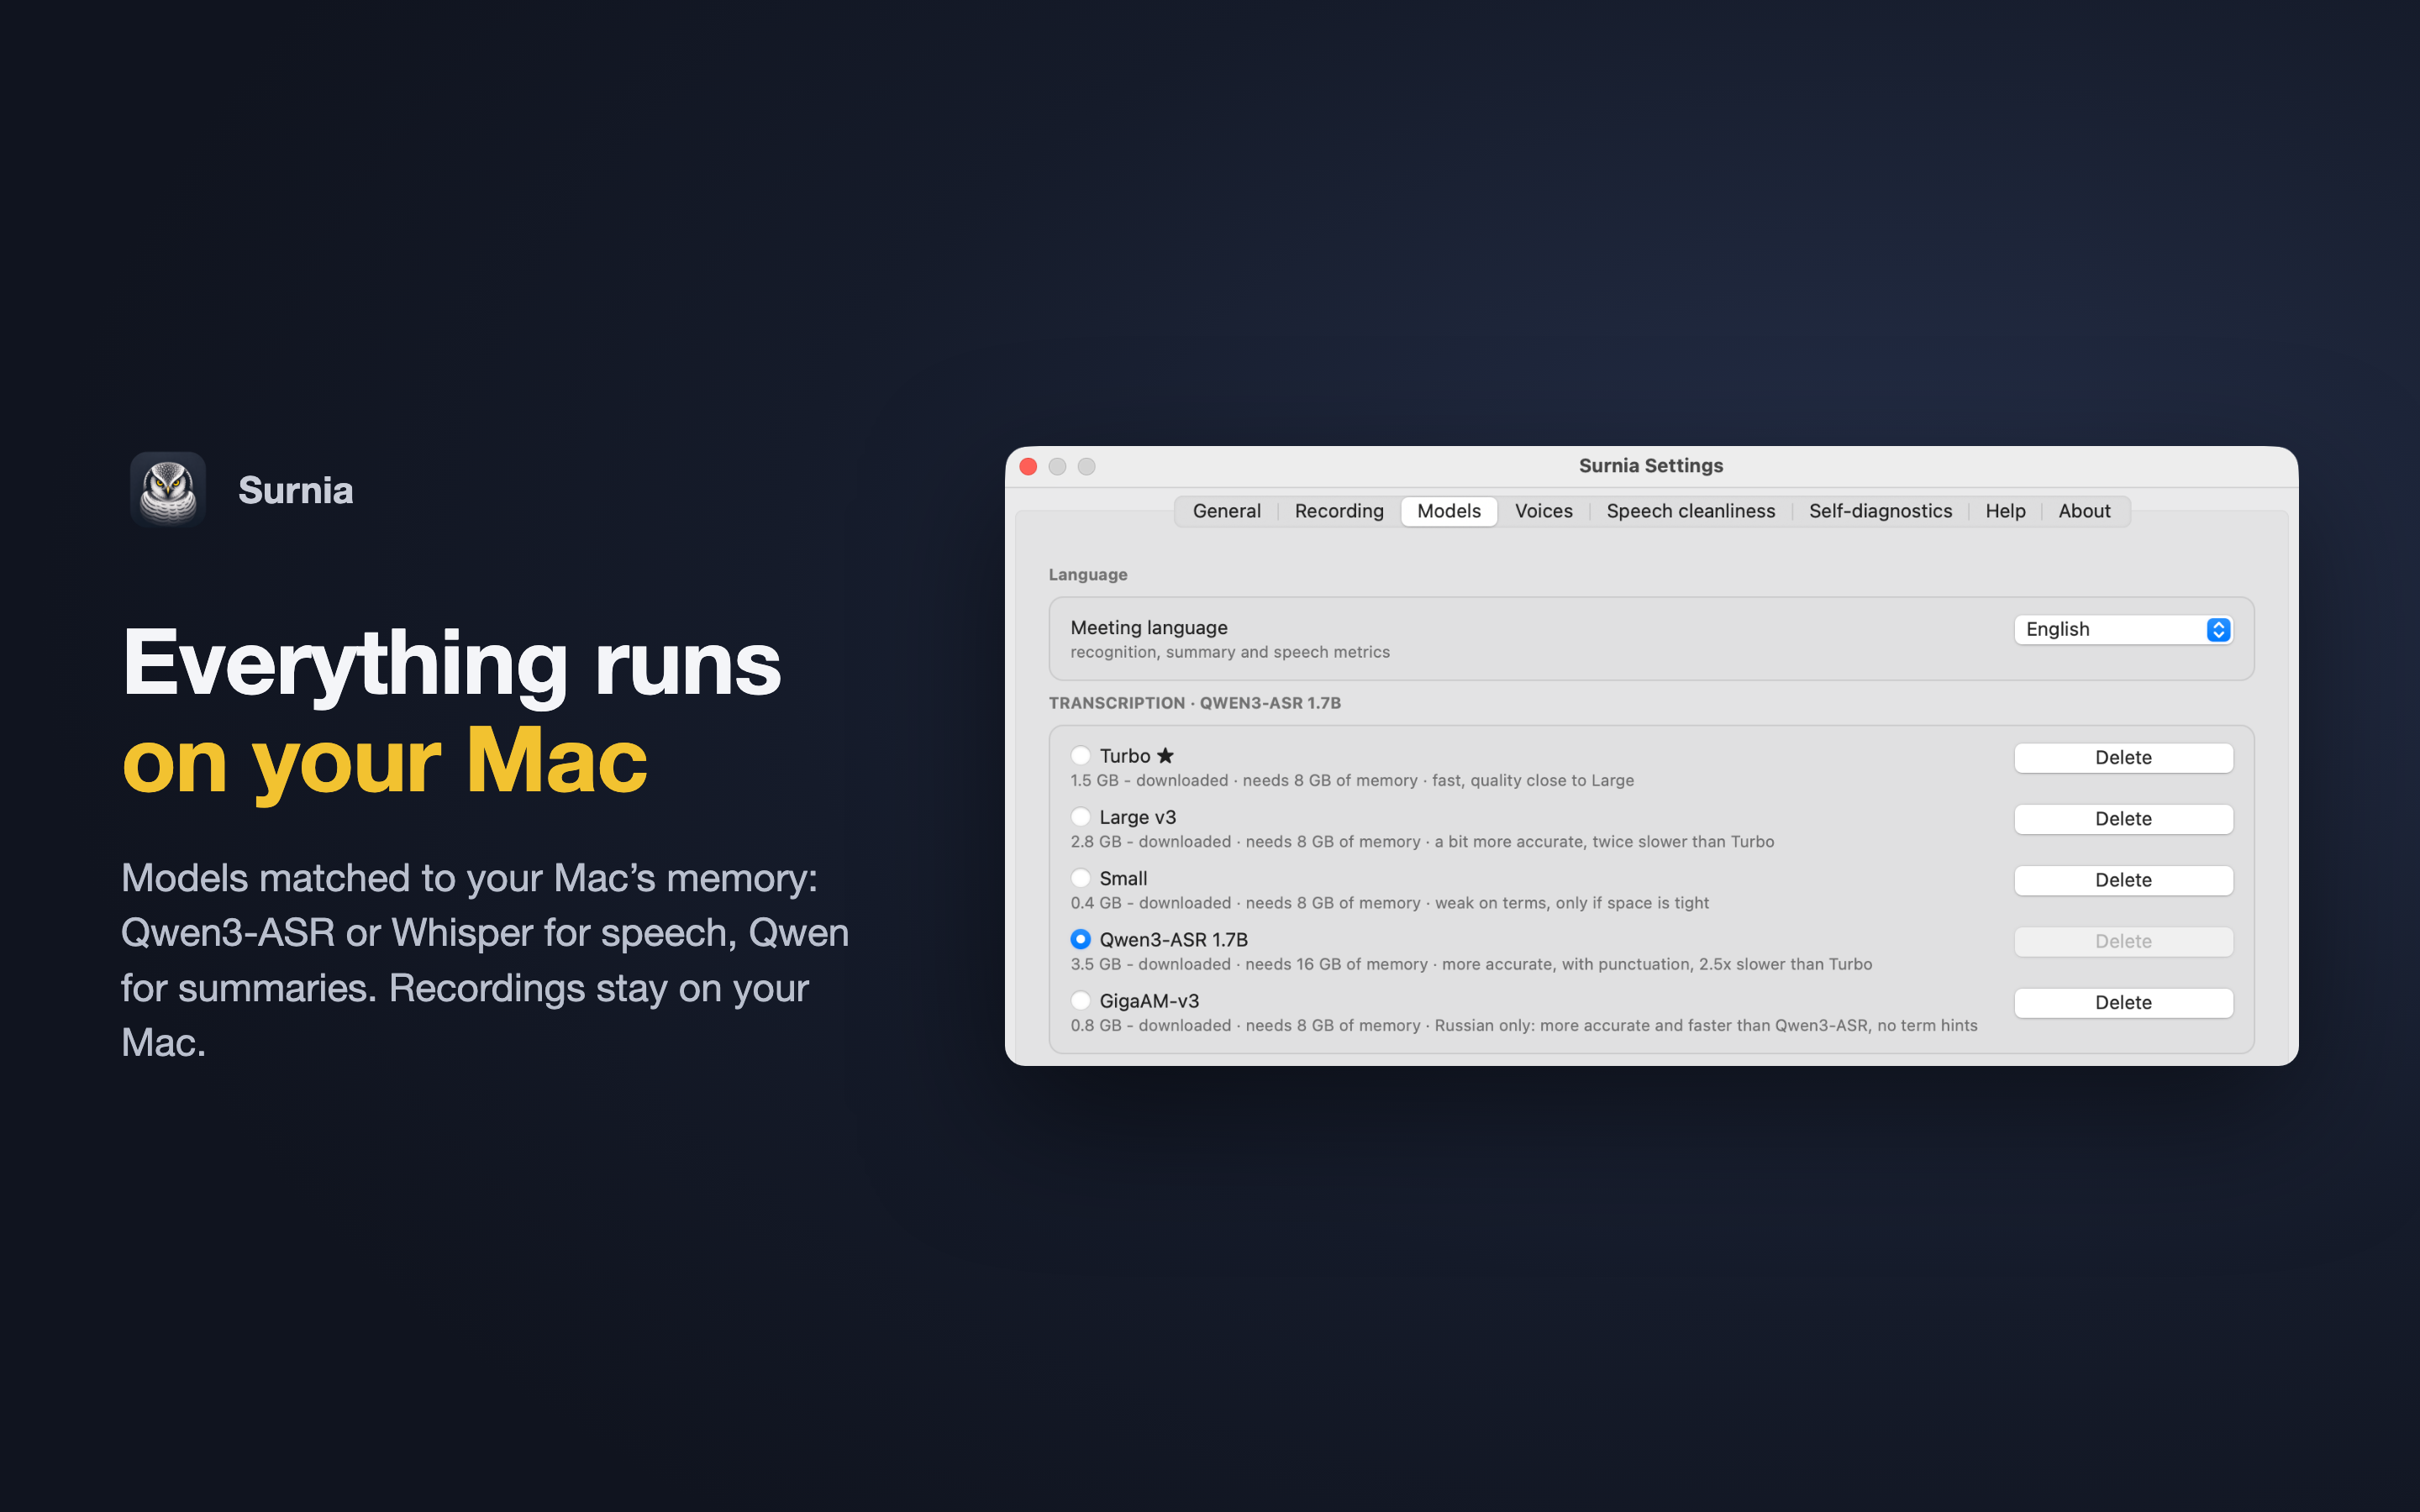 Surnia
Everything runs
on your Mac
Models matched to your Mac’s memory:
Qwen3-ASR or Whisper for speech, Qwen
for summaries. Recordings stay on your
Mac.
Surnia Settings
General
Recording
Models
Voices
Speech cleanliness
Self-diagnostics
Help
About
Language
Meeting language
English
recognition, summary and speech metrics
TRANSCRIPTION · QWEN3-ASR 1.7B
Turbo ★
Delete
1.5 GB - downloaded · needs 8 GB of memory · fast, quality close to Large
Large v3
Delete
2.8 GB - downloaded · needs 8 GB of memory · a bit more accurate, twice slower than Turbo
Small
Delete
0.4 GB - downloaded · needs 8 GB of memory · weak on terms, only if space is tight
Qwen3-ASR 1.7B
Delete
3.5 GB - downloaded · needs 16 GB of memory · more accurate, with punctuation, 2.5x slower than Turbo
GigaAM-v3
Delete
0.8 GB - downloaded · needs 8 GB of memory · Russian only: more accurate and faster than Qwen3-ASR, no term hints